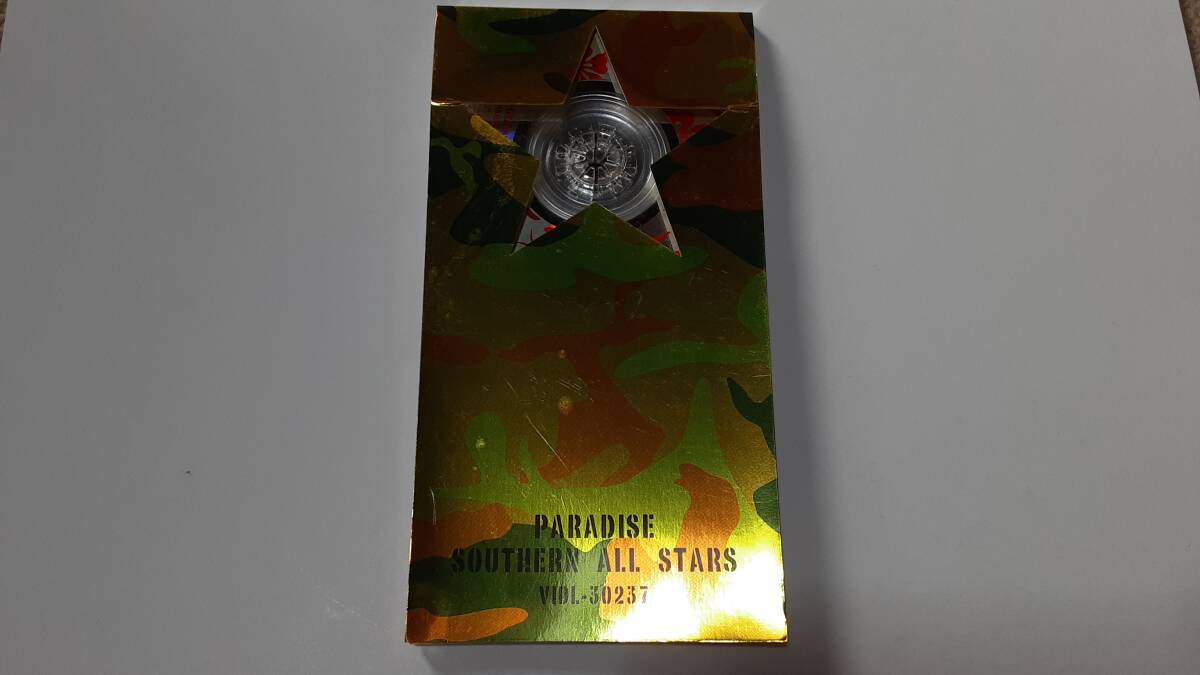 PARADISE
SOUTHERN ALL STARS
VIDL-30237